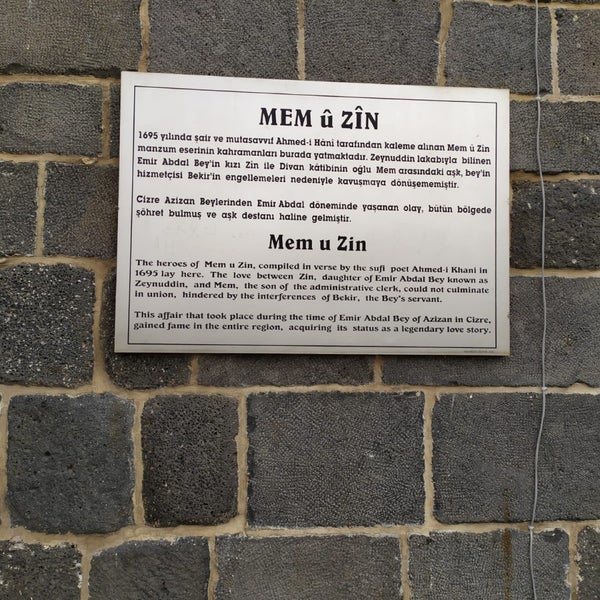 MEM û ZÎN
1695 yılında şair ve mutasavvıf Ahmed-i Hânî tarafından kaleme alınan Mem û Zin
manzum eserinin kahramanları burada yatmaktadır. Zeynuddin lakabıyla bilinen
Emir Abdal Bey'in kızı Zin ile Divan kâtibinin oğlu Mem arasındaki aşk, bey'in
hizmetçisi Bekir'in engellemeleri nedeniyle kavuşmaya dönüşememiştir.
Cizre Azizan Beylerinden Emir Abdal döneminde yaşanan olay, bütün bölgede
şöhret bulmuş ve aşk destanı haline gelmiştir.
Mem u Zin
The heroes of Mem u Zin, compiled in verse by the sufi poet Ahmed-i Khani in
1695 lay here. The love between Zin, daughter of Emir Abdal Bey known as
Zeynuddin, and Mem, the son of the administrative clerk, could not culminate
in union, hindered by the interferences of Bekir, the Bey's servant.
This affair that took place during the time of Emir Abdal Bey of Azizan in Cizre,
gained fame in the entire region, acquiring its status as a legendary love story.